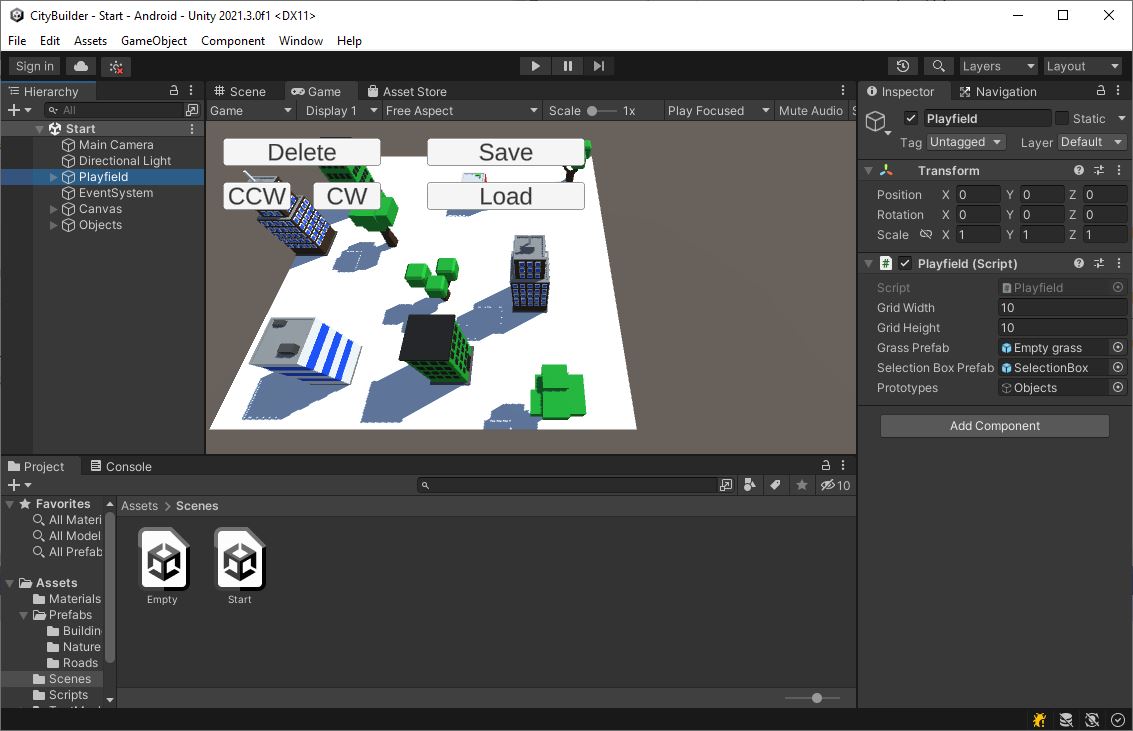 CityBuilder - Start - Android - Unity 2021.3.0f1 <DX11>
File Edit Assets GameObject Component Window Help
Sign in Layers Layout
Hierarchy
All
Start
Main Camera
Directional Light
Playfield
EventSystem
Canvas
Objects
Scene Game Asset Store
Game Display 1 Free Aspect Scale 1x Play Focused Mute Audio S
Delete Save
CCW CW Load
Inspector Navigation
Playfield Static
Tag Untagged Layer Default
Transform
Position X 0 Y 0 Z 0
Rotation X 0 Y 0 Z 0
Scale X 1 Y 1 Z 1
# Playfield (Script)
Script Playfield
Grid Width 10
Grid Height 10
Grass Prefab Empty grass
Selection Box Prefab SelectionBox
Prototypes Objects
Add Component
Project Console
10
Favorites
All Materi
All Model
All Prefab
Assets
Materials
Prefabs
Buildin
Nature
Roads
Scenes
Scripts
Assets > Scenes
Empty Start